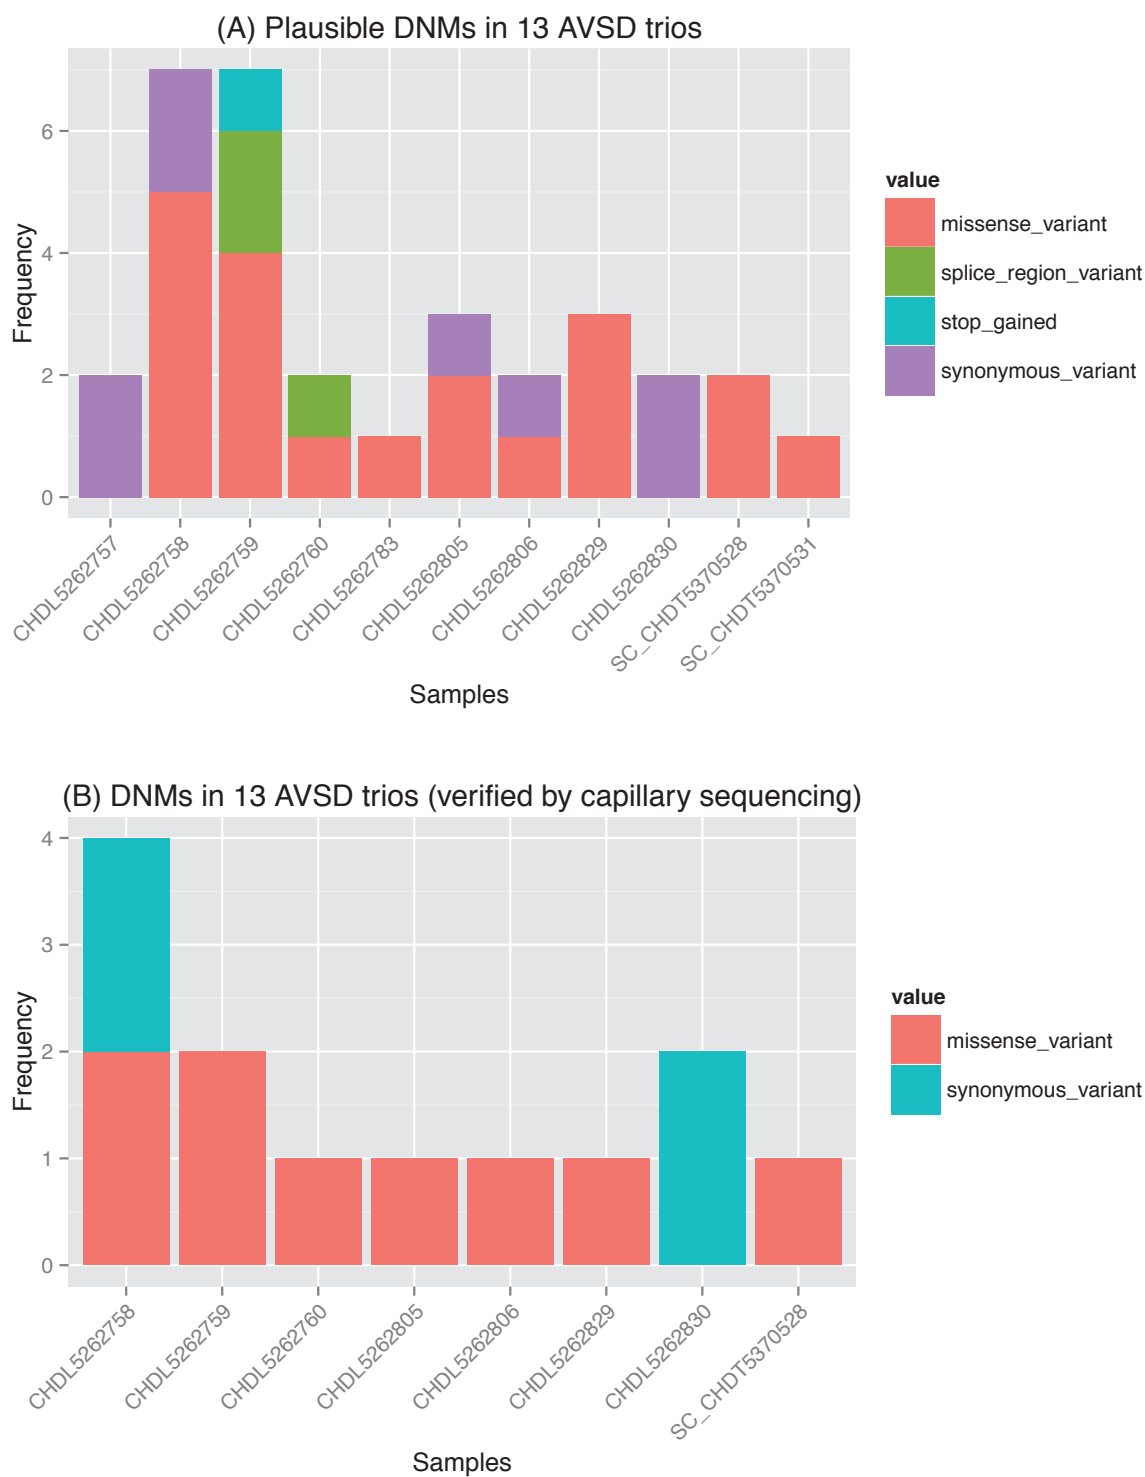 (A) Plausible DNMs in 13 AVSD trios
6
4
2
0
Frequency
CHDL5262757
CHDL5262758
CHDL5262759
CHDL5262760
CHDL5262783
CHDL5262805
CHDL5262806
CHDL5262829
CHDL5262830
SC_CHDT5370528
SC_CHDT5370531
Samples
value
missense_variant
splice_region_variant
stop_gained
synonymous_variant
(B) DNMs in 13 AVSD trios (verified by capillary sequencing)
4
3
2
1
0
Frequency
CHDL5262758
CHDL5262759
CHDL5262760
CHDL5262805
CHDL5262806
CHDL5262829
CHDL5262830
SC_CHDT5370528
Samples
value
missense_variant
synonymous_variant